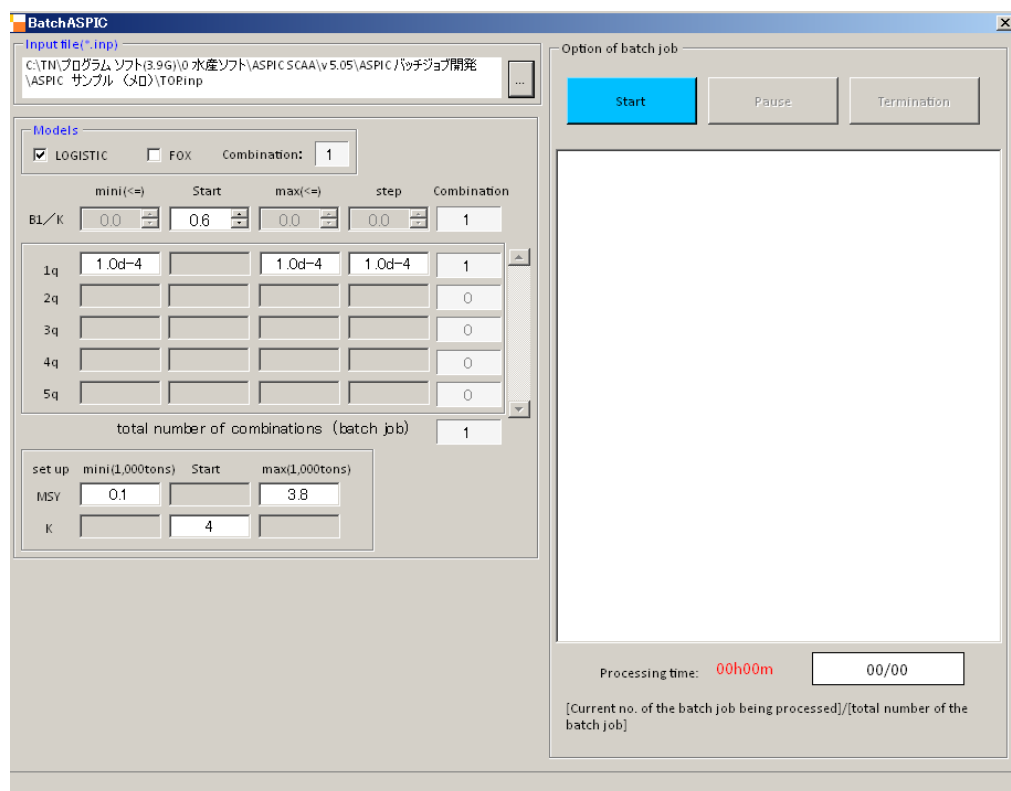 BatchASPIC
Input file(*.inp)
C:\TN\プログラム ソフト(3.9G)\0 水産ソフト\ASPIC SCAA\v 5.05\ASPIC バッチジョブ開発
\ASPIC サンプル （メロ）\TOP.inp
...
Models
LOGISTIC FOX Combination: 1
mini(<=) Start max(<=) step Combination
B1／K 0.0 0.6 0.0 0.0 1
1q 1.0d-4 1.0d-4 1.0d-4 1
2q 0
3q 0
4q 0
5q 0
total number of combinations (batch job) 1
set up mini(1,000tons) Start max(1,000tons)
MSY 0.1 3.8
K 4
Option of batch job
Start Pause Termination
Processing time: 00h00m 00/00
[Current no. of the batch job being processed]/[total number of the
batch job]